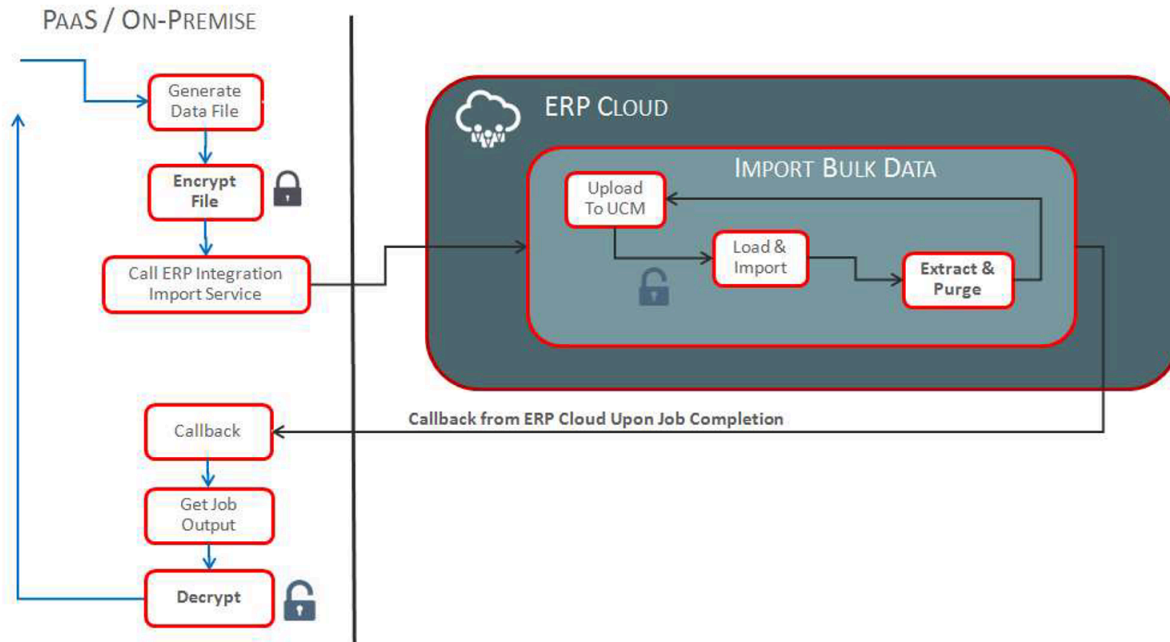 PAAS / ON-PREMISE
Generate
Data File
Encrypt
File
Call ERP Integration
Import Service
ERP CLOUD
IMPORT BULK DATA
Upload
To UCM
Load &
Import
Extract &
Purge
Callback from ERP Cloud Upon Job Completion
Callback
Get Job
Output
Decrypt